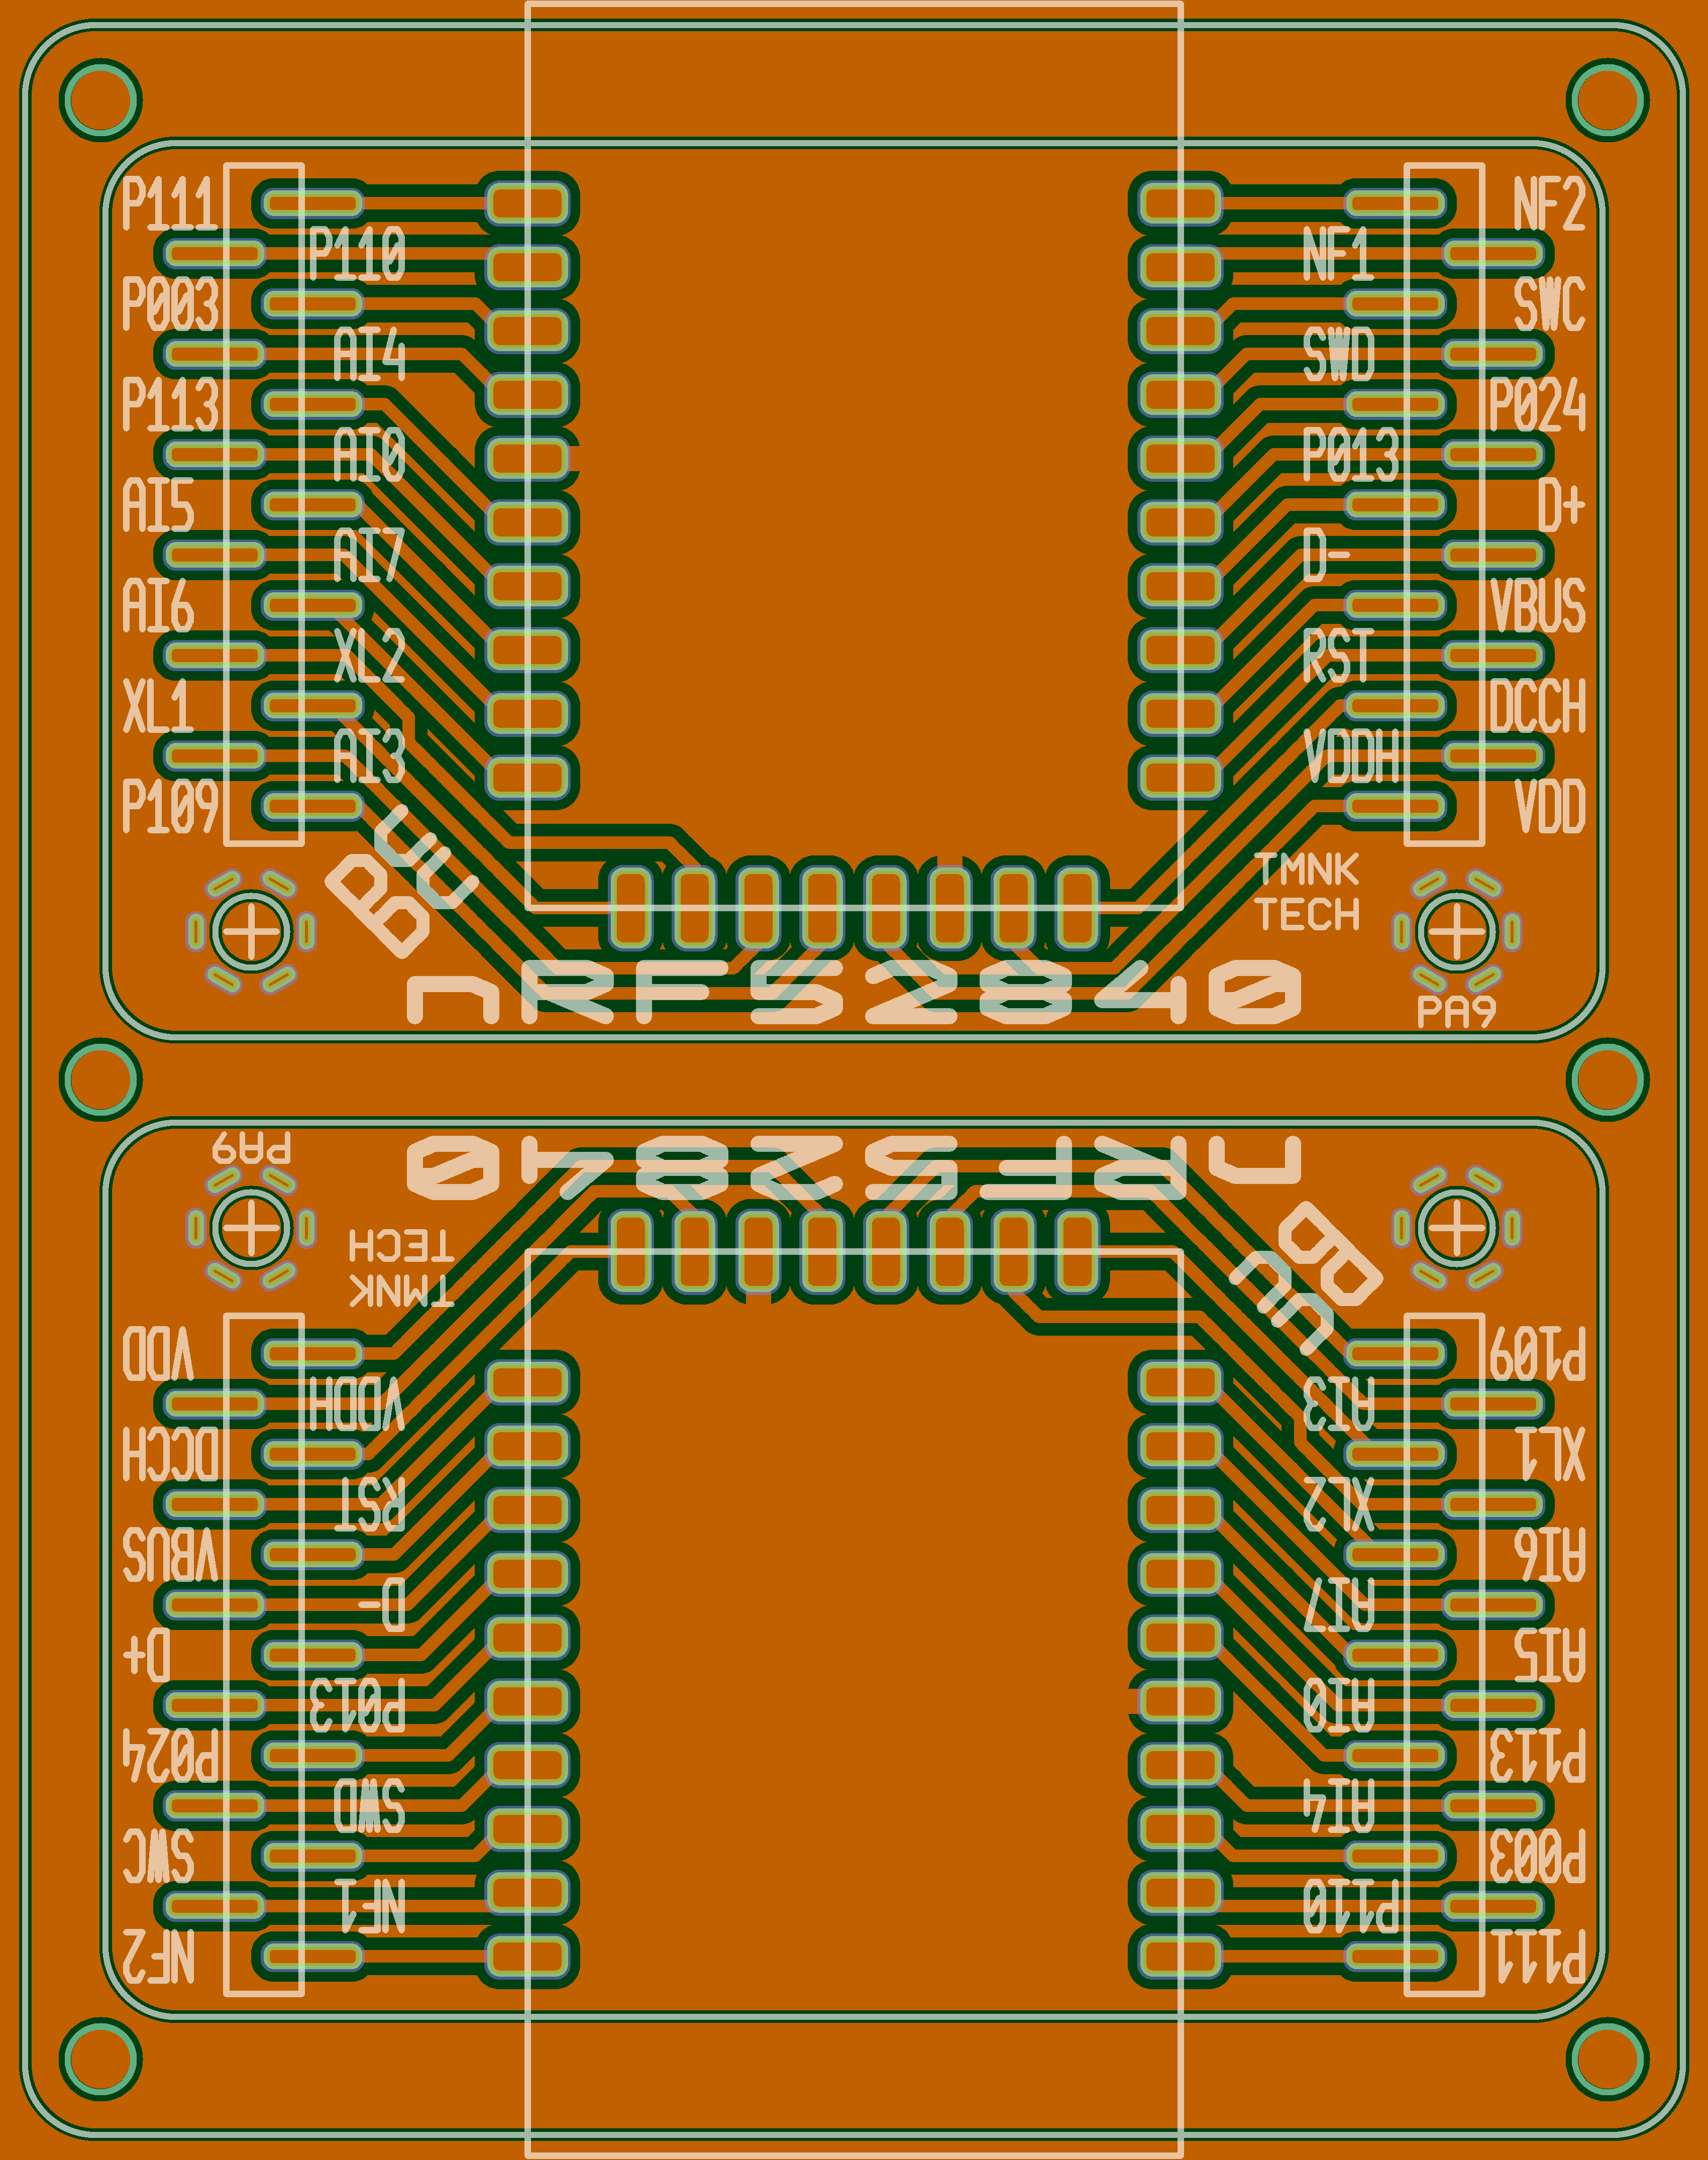 P111
NF2
P110
NF1
P003
SWC
AI4
SWD
P113
P024
AI0
P013
AI5
D+
AI7
D-
AI6
VBUS
XL2
RST
XL1
DCCH
AI3
VDDH
P109
VDD
TMNK
TECH
nRF52840
PA9
PA9
nRF52840
TMNK
TECH
VDD
P109
VDDH
AI3
DCCH
XL1
RST
XL2
VBUS
AI6
D-
AI7
D+
AI5
P013
AI0
P024
P113
SWD
AI4
SWC
P003
NF1
P110
NF2
P111